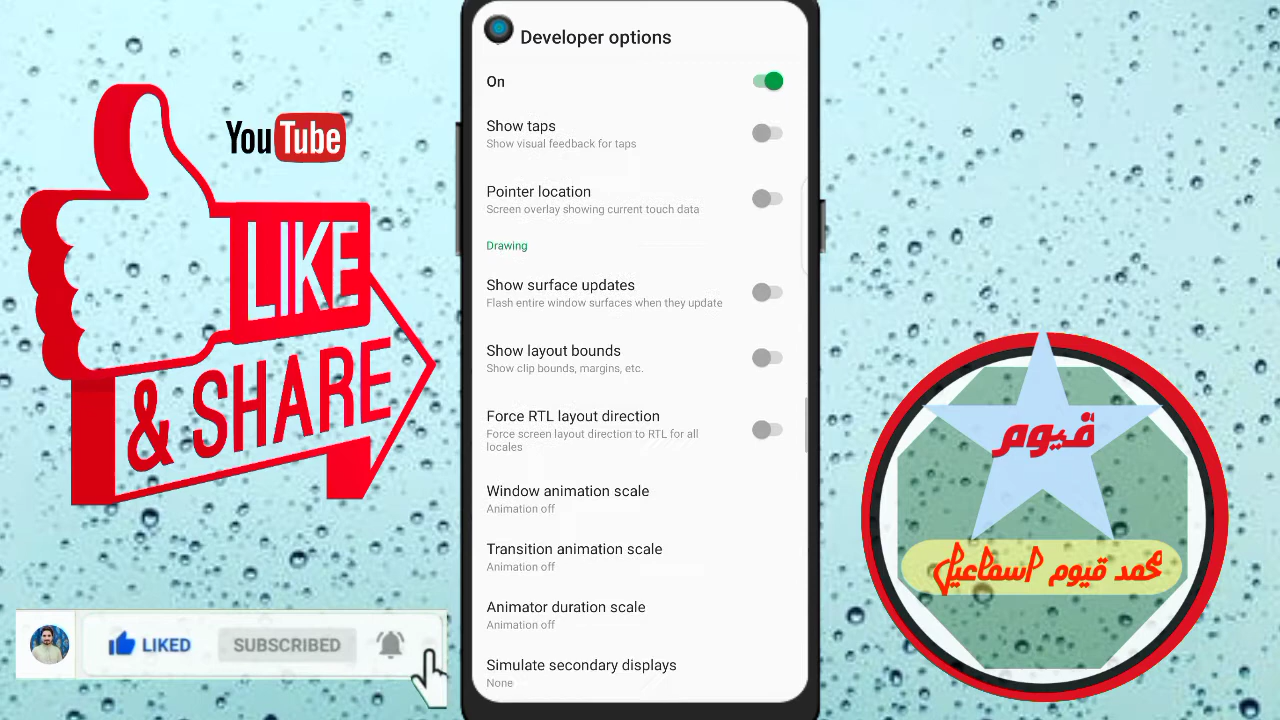 YouTube
LIKE
& SHARE
LIKED
SUBSCRIBED
Developer options
On
Show taps
Show visual feedback for taps
Pointer location
Screen overlay showing current touch data
Drawing
Show surface updates
Flash entire window surfaces when they update
Show layout bounds
Show clip bounds, margins, etc.
Force RTL layout direction
Force screen layout direction to RTL for all
locales
Window animation scale
Animation off
Transition animation scale
Animation off
Animator duration scale
Animation off
Simulate secondary displays
None
قیوم
محمد قیوم اسماعیل